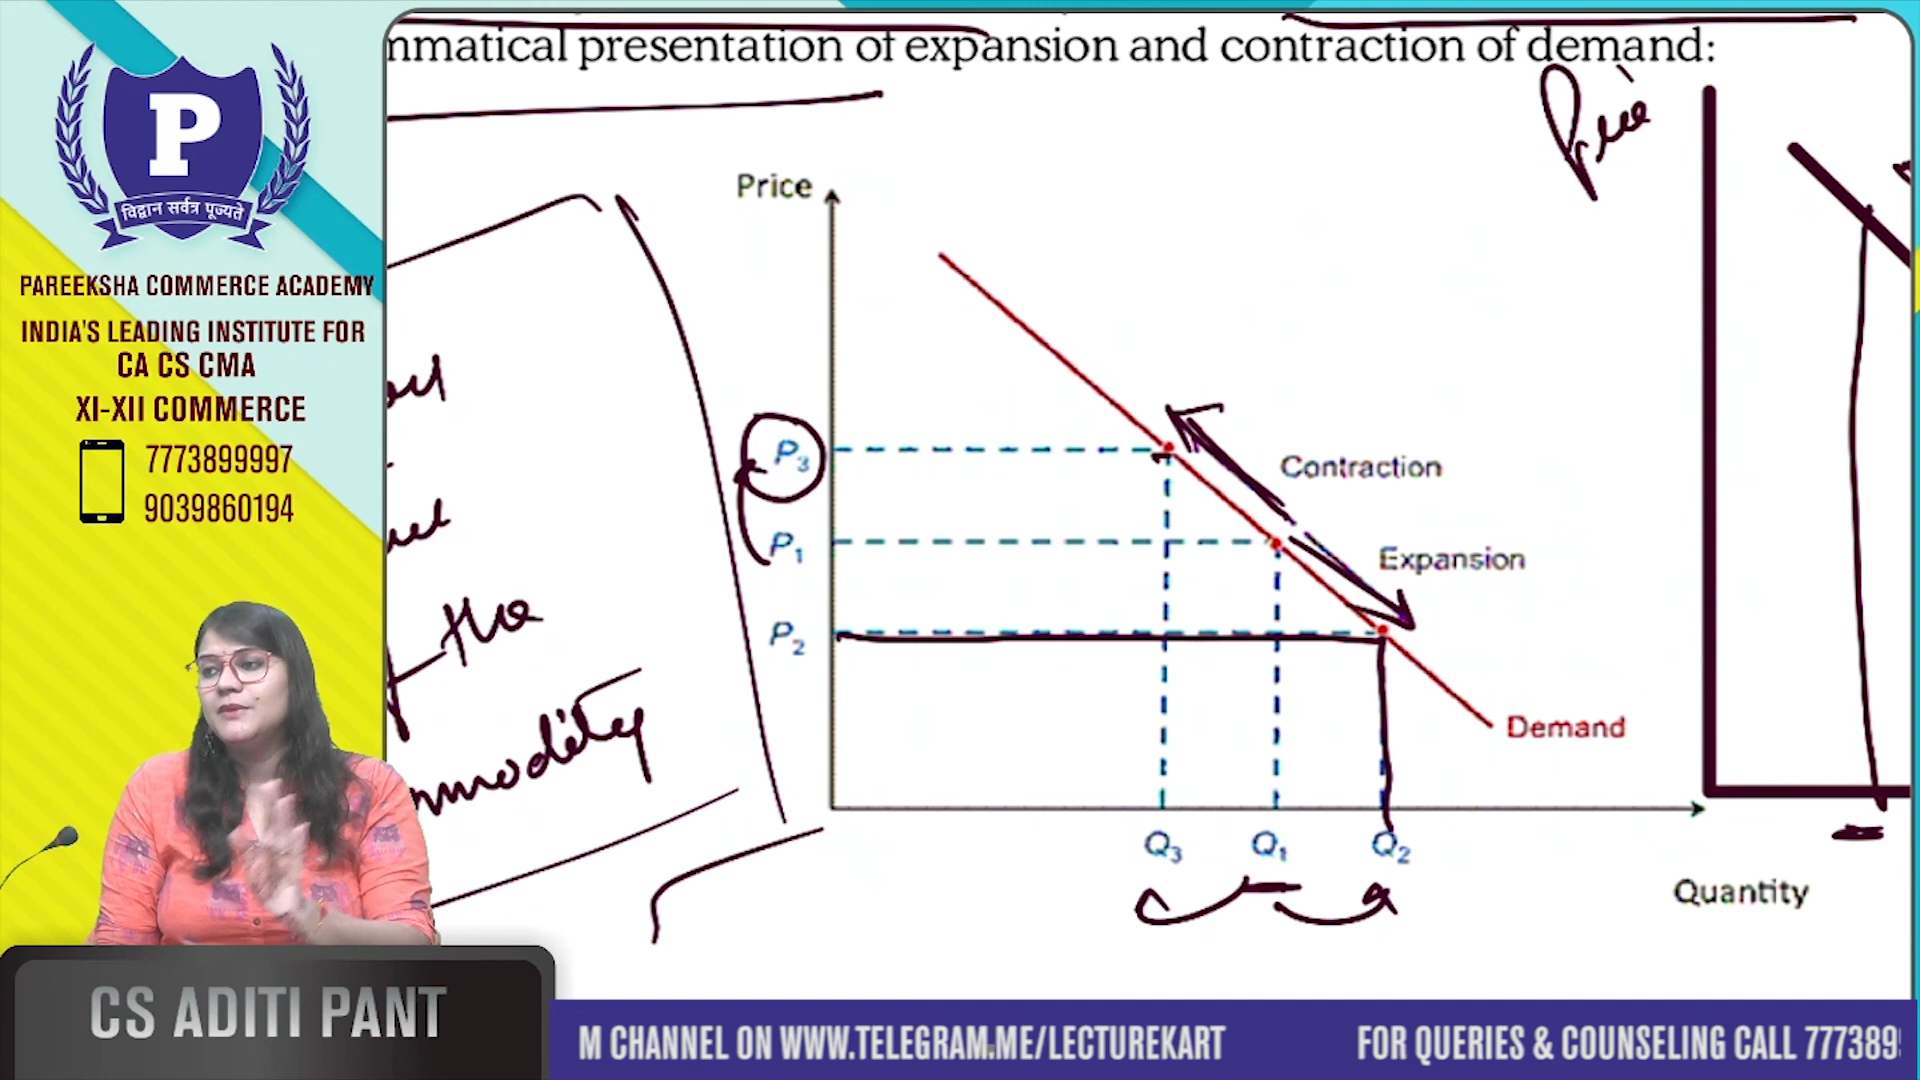 P
विद्वान सर्वत्र पूज्यते
PAREEKSHA COMMERCE ACADEMY
INDIA'S LEADING INSTITUTE FOR
CA CS CMA
XI-XII COMMERCE
7773899997
9039860194
mmatical presentation of expansion and contraction of demand:
Price
Price
P3
Contraction
P1
Expansion
the
P2
mmodity
Demand
Q3 Q1 Q2
Quantity
CS ADITI PANT
M CHANNEL ON WWW.TELEGRAM.ME/LECTUREKART
FOR QUERIES & COUNSELING CALL 777389